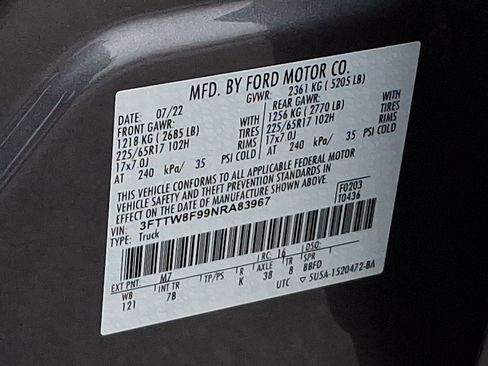 MFD. BY FORD MOTOR CO.
DATE: 07/22 GVWR: 2361 KG ( 5205 LB)
FRONT GAWR: WITH REAR GAWR: WITH
1218 KG ( 2685 LB) TIRES 1256 KG ( 2770 LB) TIRES
225/65R17 102H RIMS 225/65R17 102H RIMS
17x7.0J 17x7.0J
AT 240 kPa/ 35 PSI COLD AT 240 kPa/ 35 PSI COLD
THIS VEHICLE CONFORMS TO ALL APPLICABLE FEDERAL MOTOR
VEHICLE SAFETY AND THEFT PREVENTION STANDARDS IN
EFFECT ON THE DATE OF MANUFACTURE SHOWN ABOVE.
VIN: 3FTTW8F99NRA83967 F0203
TYPE: Truck T0436
EXT PNT: M7 RC: 16 DSO:
WB INT TR TP/PS R AXLE TR SPR
121 7B K 38 8 BBFD
UTC ▽ 5U5A-1520472-BA